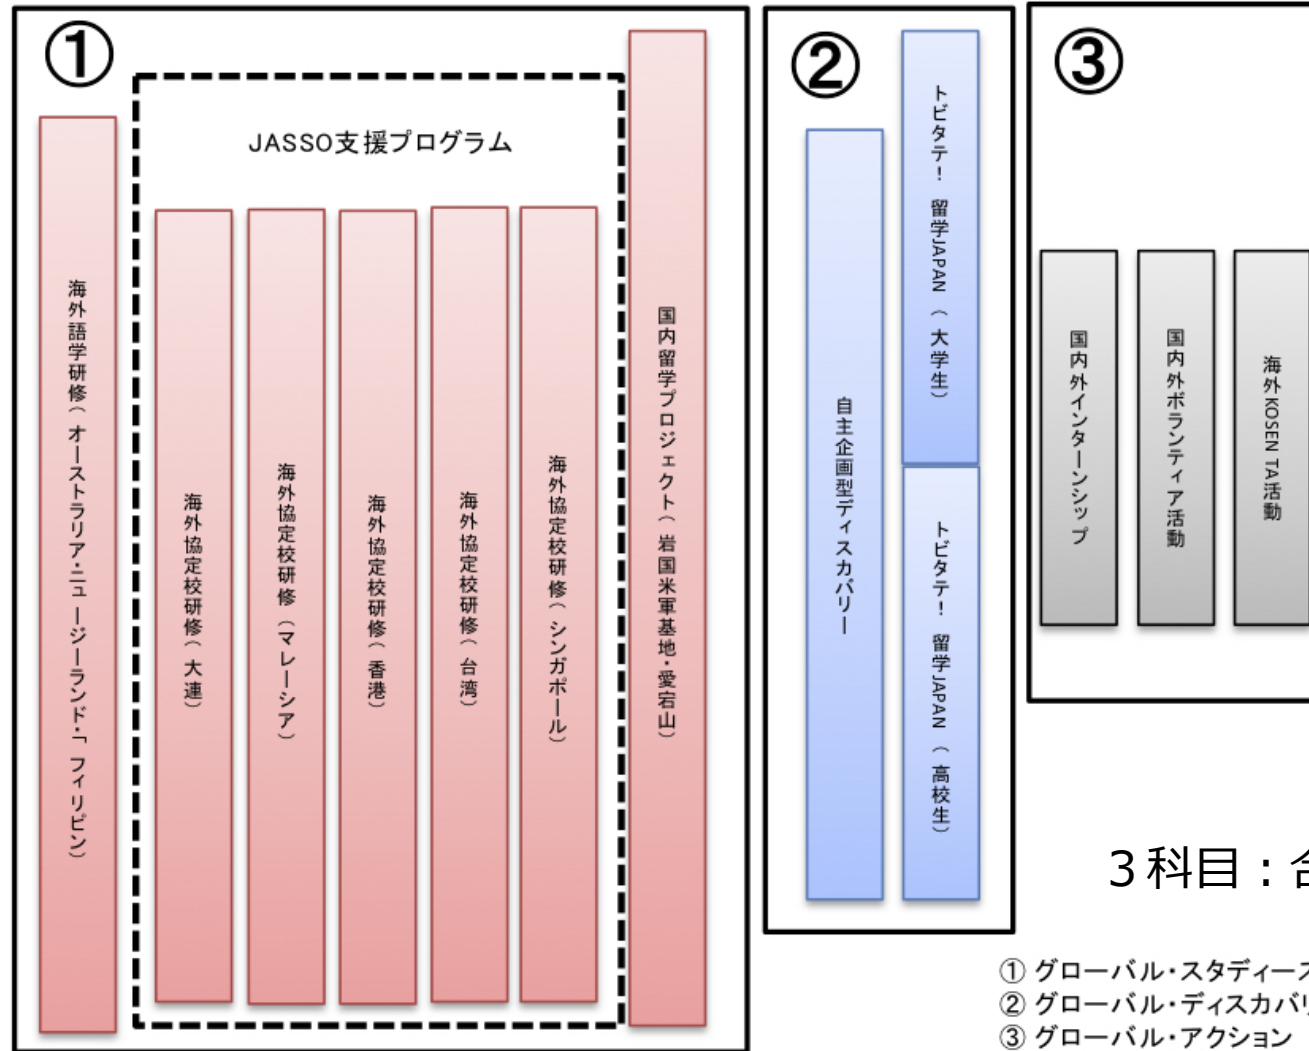 ①
JASSO支援プログラム
海外語学研修（オーストラリア・ニュージーランド・「フィリピン）
海外協定校研修（大連）
海外協定校研修（マレーシア）
海外協定校研修（香港）
海外協定校研修（台湾）
海外協定校研修（シンガポール）
国内留学プロジェクト（岩国米軍基地・愛宕山）
②
自主企画型ディスカバリー
トビタテ！留学JAPAN（大学生）
トビタテ！留学JAPAN（高校生）
③
国内外インターンシップ
国内外ボランティア活動
海外KOSEN TA活動
３科目：
① グローバル・スタディーズ
② グローバル・ディスカバリ
③ グローバル・アクション